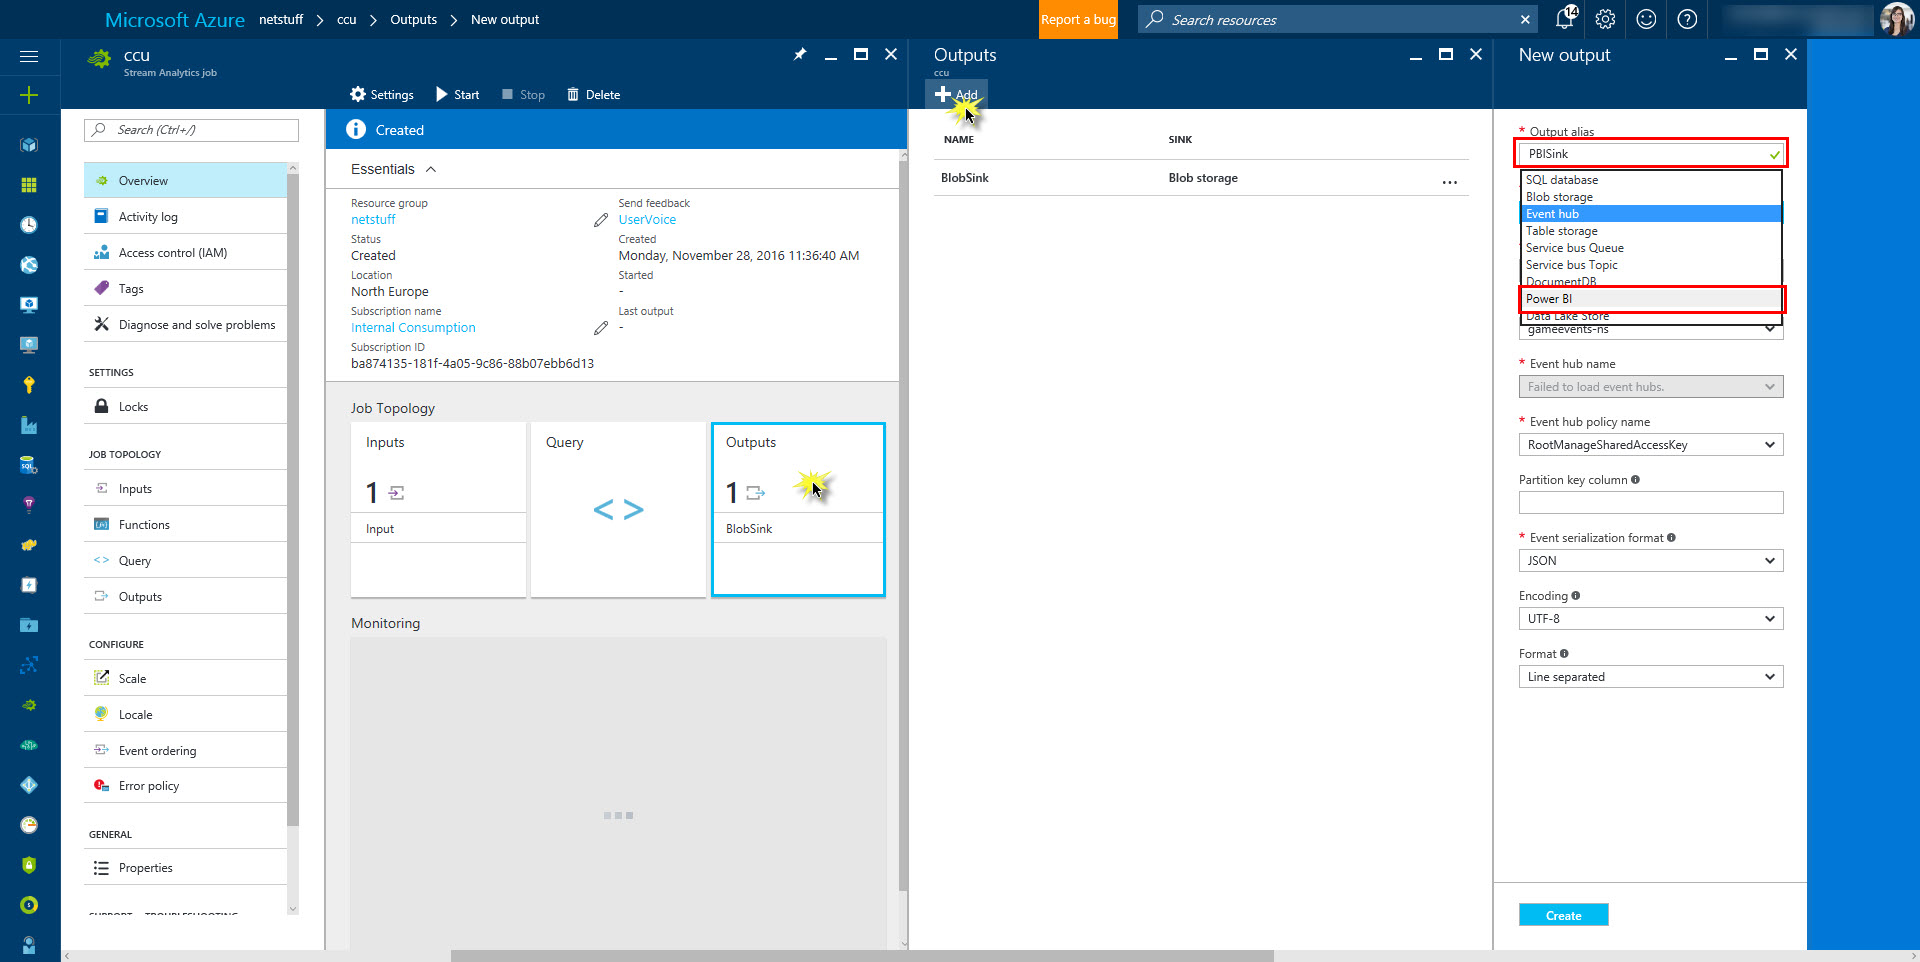 Microsoft Azure netstuff > ccu > Outputs > New output
Report a bug
Search resources
14
ccu
Stream Analytics job
Settings
Start
Stop
Delete
Search (Ctrl+/)
Overview
Activity log
Access control (IAM)
Tags
Diagnose and solve problems
SETTINGS
Locks
JOB TOPOLOGY
Inputs
Functions
Query
Outputs
CONFIGURE
Scale
Locale
Event ordering
Error policy
GENERAL
Properties
SUPPORT + TROUBLESHOOTING
Created
Essentials
Resource group
netstuff
Status
Created
Location
North Europe
Subscription name
Internal Consumption
Subscription ID
ba874135-181f-4a05-9c86-88b07ebb6d13
Send feedback
UserVoice
Created
Monday, November 28, 2016 11:36:40 AM
Started
-
Last output
-
Job Topology
Inputs
1
Input
Query
< >
Outputs
1
BlobSink
Monitoring
Outputs
ccu
Add
NAME SINK
BlobSink Blob storage ...
New output
* Output alias
PBISink
SQL database
Blob storage
Event hub
Table storage
Service bus Queue
Service bus Topic
DocumentDB
Power BI
Data Lake Store
gameevents-ns
* Event hub name
Failed to load event hubs.
* Event hub policy name
RootManageSharedAccessKey
Partition key column
* Event serialization format
JSON
Encoding
UTF-8
Format
Line separated
Create